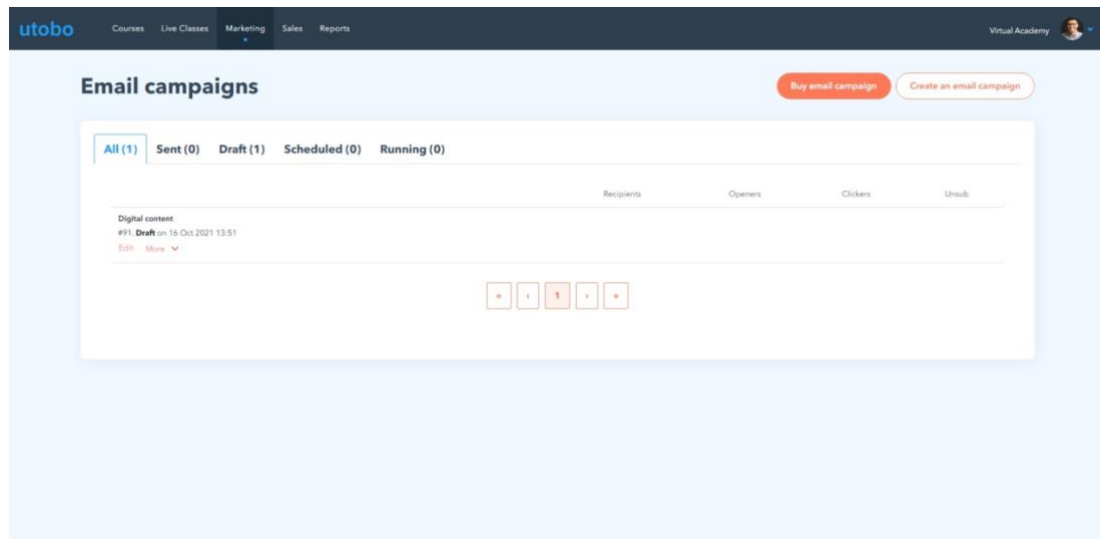 utobo Courses Live Classes Marketing Sales Reports Virtual Academy
Email campaigns Buy email campaign Create an email campaign
All (1) Sent (0) Draft (1) Scheduled (0) Running (0)
Recipients Openers Clickers Unsub
Digital content
#91. Draft on 16 Oct 2021 13:51
Edit More
« ‹ 1 › »